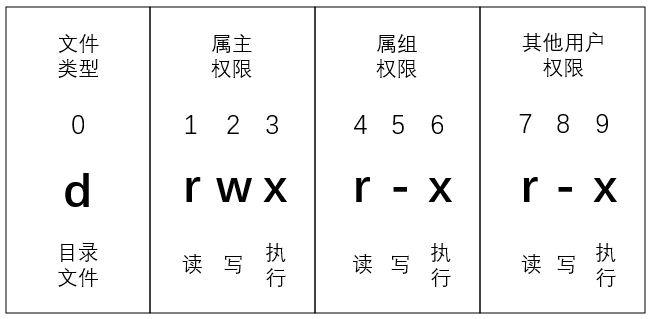 文件 属主 属组 其他用户
类型 权限 权限 权限
0 1 2 3 4 5 6 7 8 9
d r w x r - x r - x
目录 读 写 执 读 写 执 读 写 执
文件 行 行 行